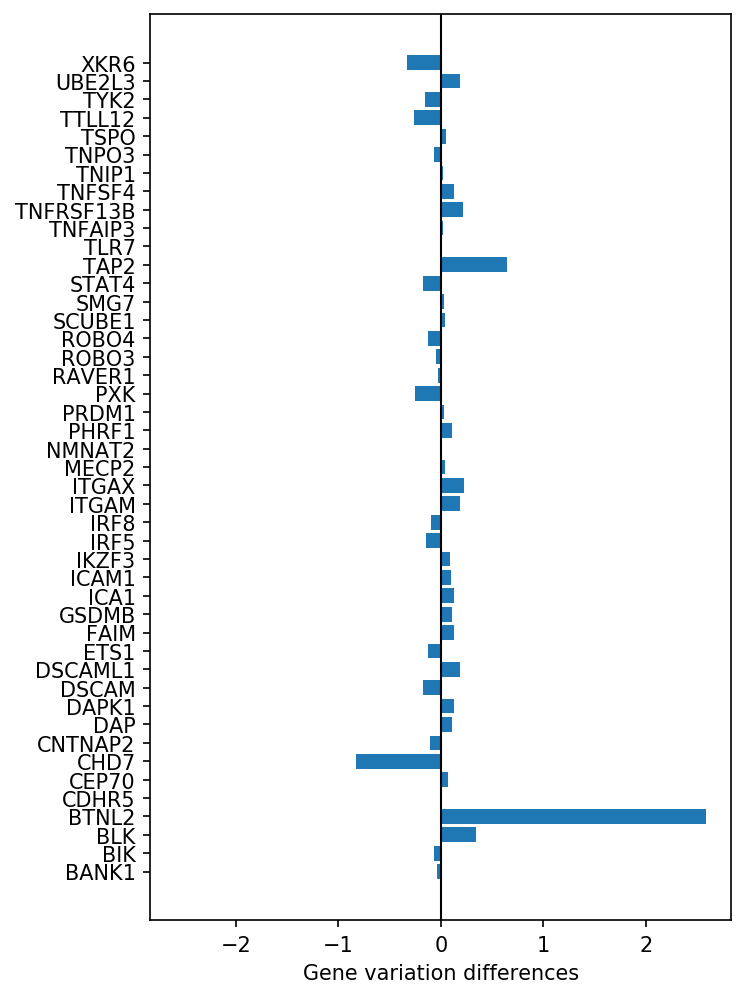 XKR6
UBE2L3
TYK2
TTLL12
TSPO
TNPO3
TNIP1
TNFSF4
TNFRSF13B
TNFAIP3
TLR7
TAP2
STAT4
SMG7
SCUBE1
ROBO4
ROBO3
RAVER1
PXK
PRDM1
PHRF1
NMNAT2
MECP2
ITGAX
ITGAM
IRF8
IRF5
IKZF3
ICAM1
ICA1
GSDMB
FAIM
ETS1
DSCAML1
DSCAM
DAPK1
DAP
CNTNAP2
CHD7
CEP70
CDHR5
BTNL2
BLK
BIK
BANK1
−2 −1 0 1 2
Gene variation differences